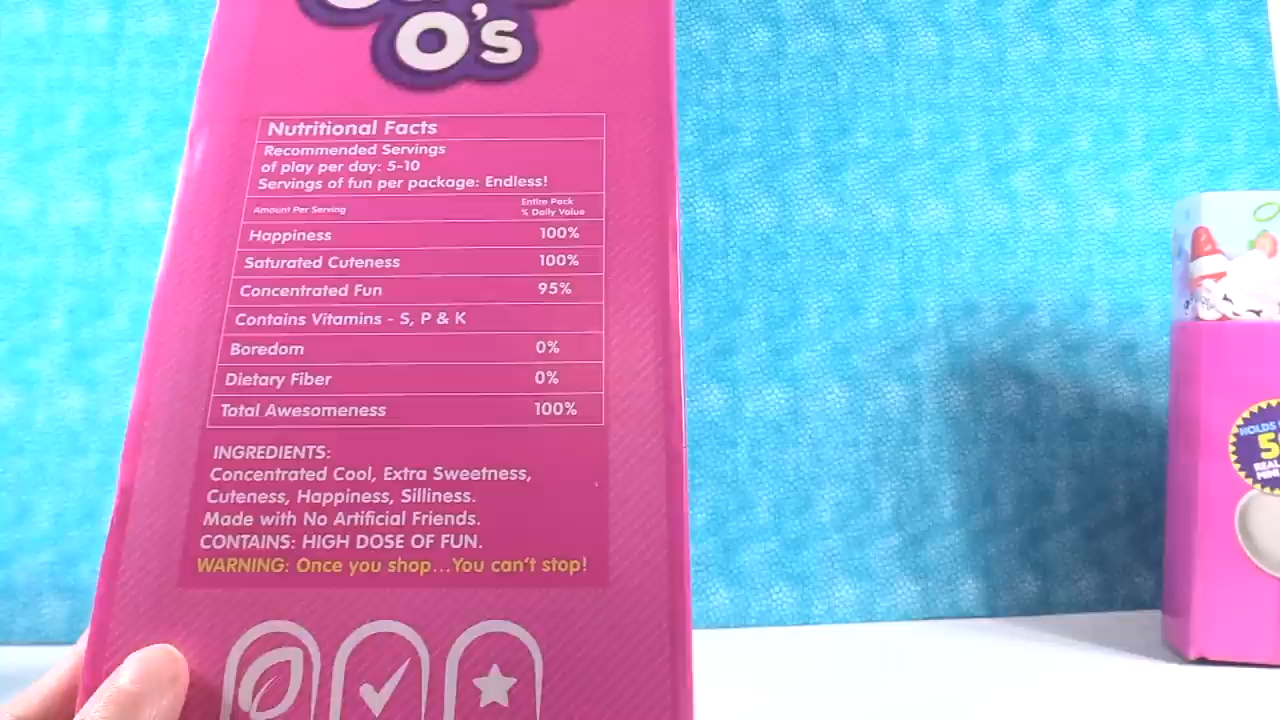 O's
Nutritional Facts
Recommended Servings
of play per day: 5-10
Servings of fun per package: Endless!
Amount Per Serving
Entire Pack
% Daily Value
Happiness 100%
Saturated Cuteness 100%
Concentrated Fun 95%
Contains Vitamins - S, P & K
Boredom 0%
Dietary Fiber 0%
Total Awesomeness 100%
INGREDIENTS:
Concentrated Cool, Extra Sweetness,
Cuteness, Happiness, Silliness.
Made with No Artificial Friends.
CONTAINS: HIGH DOSE OF FUN.
WARNING: Once you shop...You can't stop!
HOLDS
5
REAL